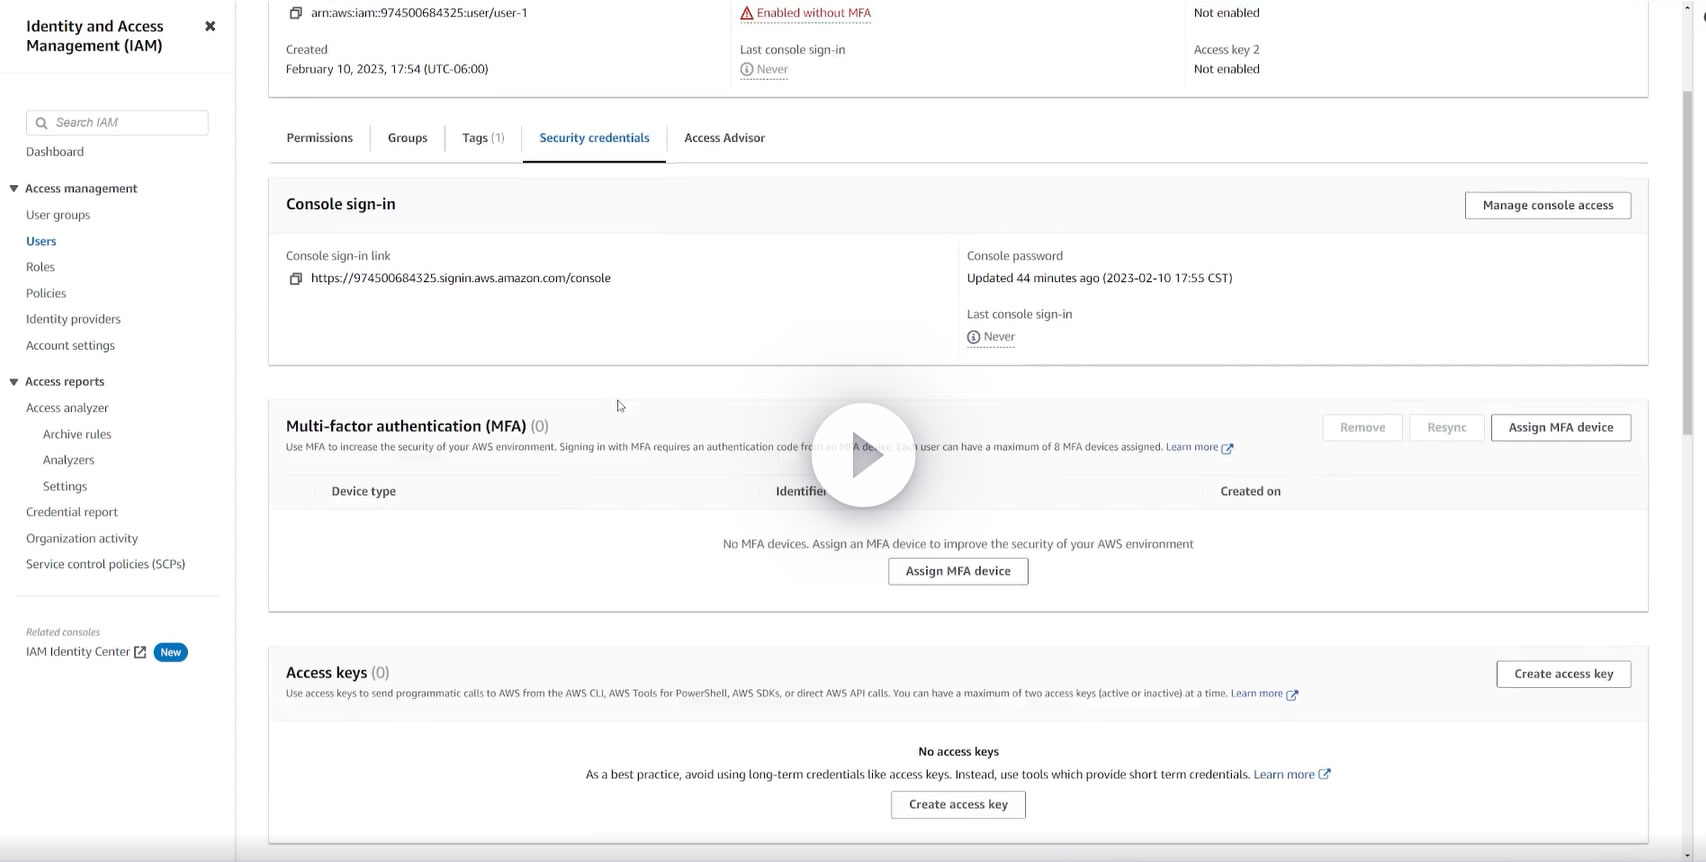 Identity and Access
Management (IAM)
Search IAM
Dashboard
Access management
User groups
Users
Roles
Policies
Identity providers
Account settings
Access reports
Access analyzer
Archive rules
Analyzers
Settings
Credential report
Organization activity
Service control policies (SCPs)
Related consoles
IAM Identity Center New
arn:aws:iam::974500684325:user/user-1
Enabled without MFA
Not enabled
Created
Last console sign-in
Access key 2
February 10, 2023, 17:54 (UTC-06:00)
Never
Not enabled
Permissions
Groups
Tags (1)
Security credentials
Access Advisor
Console sign-in
Manage console access
Console sign-in link
https://974500684325.signin.aws.amazon.com/console
Console password
Updated 44 minutes ago (2023-02-10 17:55 CST)
Last console sign-in
Never
Multi-factor authentication (MFA) (0)
Remove
Resync
Assign MFA device
Use MFA to increase the security of your AWS environment. Signing in with MFA requires an authentication code from an MFA device. Each user can have a maximum of 8 MFA devices assigned. Learn more
Device type
Identifier
Created on
No MFA devices. Assign an MFA device to improve the security of your AWS environment
Assign MFA device
Access keys (0)
Create access key
Use access keys to send programmatic calls to AWS from the AWS CLI, AWS Tools for PowerShell, AWS SDKs, or direct AWS API calls. You can have a maximum of two access keys (active or inactive) at a time. Learn more
No access keys
As a best practice, avoid using long-term credentials like access keys. Instead, use tools which provide short term credentials. Learn more
Create access key